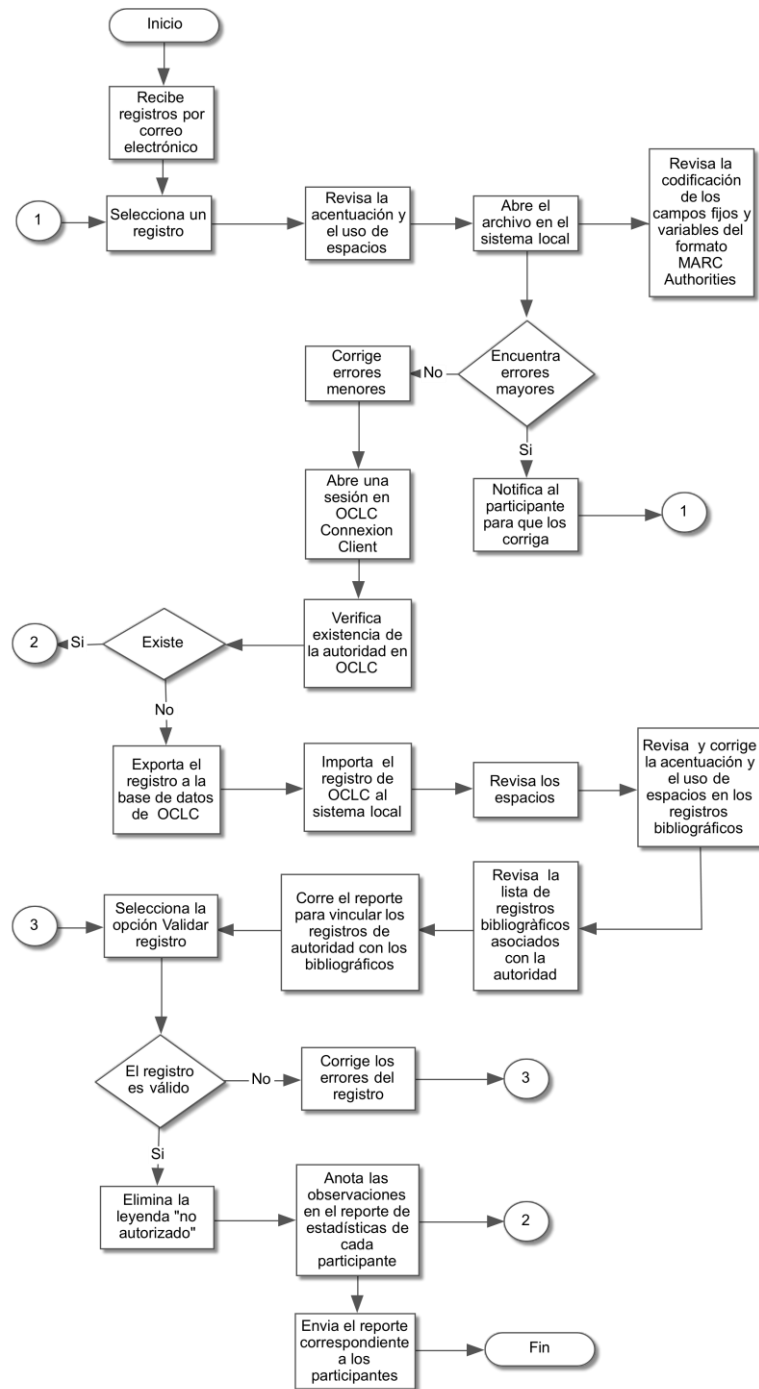 Inicio
Recibe
registros por
correo
electrónico
1
Selecciona un
registro
Revisa la
acentuación y
el uso de
espacios
Abre el
archivo en el
sistema local
Revisa la
codificación
de los
campos fijos y
variables del
formato
MARC
Authorities
Encuentra
errores
mayores
No
Corrige
errores
menores
Si
Notifica al
participante
para que los
corriga
1
Abre una
sesión en
OCLC
Connexion
Client
Verifica
existencia de
la autoridad en
OCLC
Existe
Si
2
No
Exporta el
registro a la
base de datos
de OCLC
Importa el
registro de
OCLC al
sistema local
Revisa los
espacios
Revisa y corrige
la acentuación y
el uso de
espacios en los
registros
bibliográficos
Revisa la
lista de
registros
bibliogràficos
asociados
con la
autoridad
Corre el reporte
para vincular los
registros de
autoridad con los
bibliográficos
3
Selecciona la
opción Validar
registro
El registro
es válido
No
Corrige los
errores del
registro
3
Si
Elimina la
leyenda "no
autorizado"
Anota las
observaciones
en el reporte de
estadísticas de
cada
participante
2
Envia el reporte
correspondiente
a los
participantes
Fin